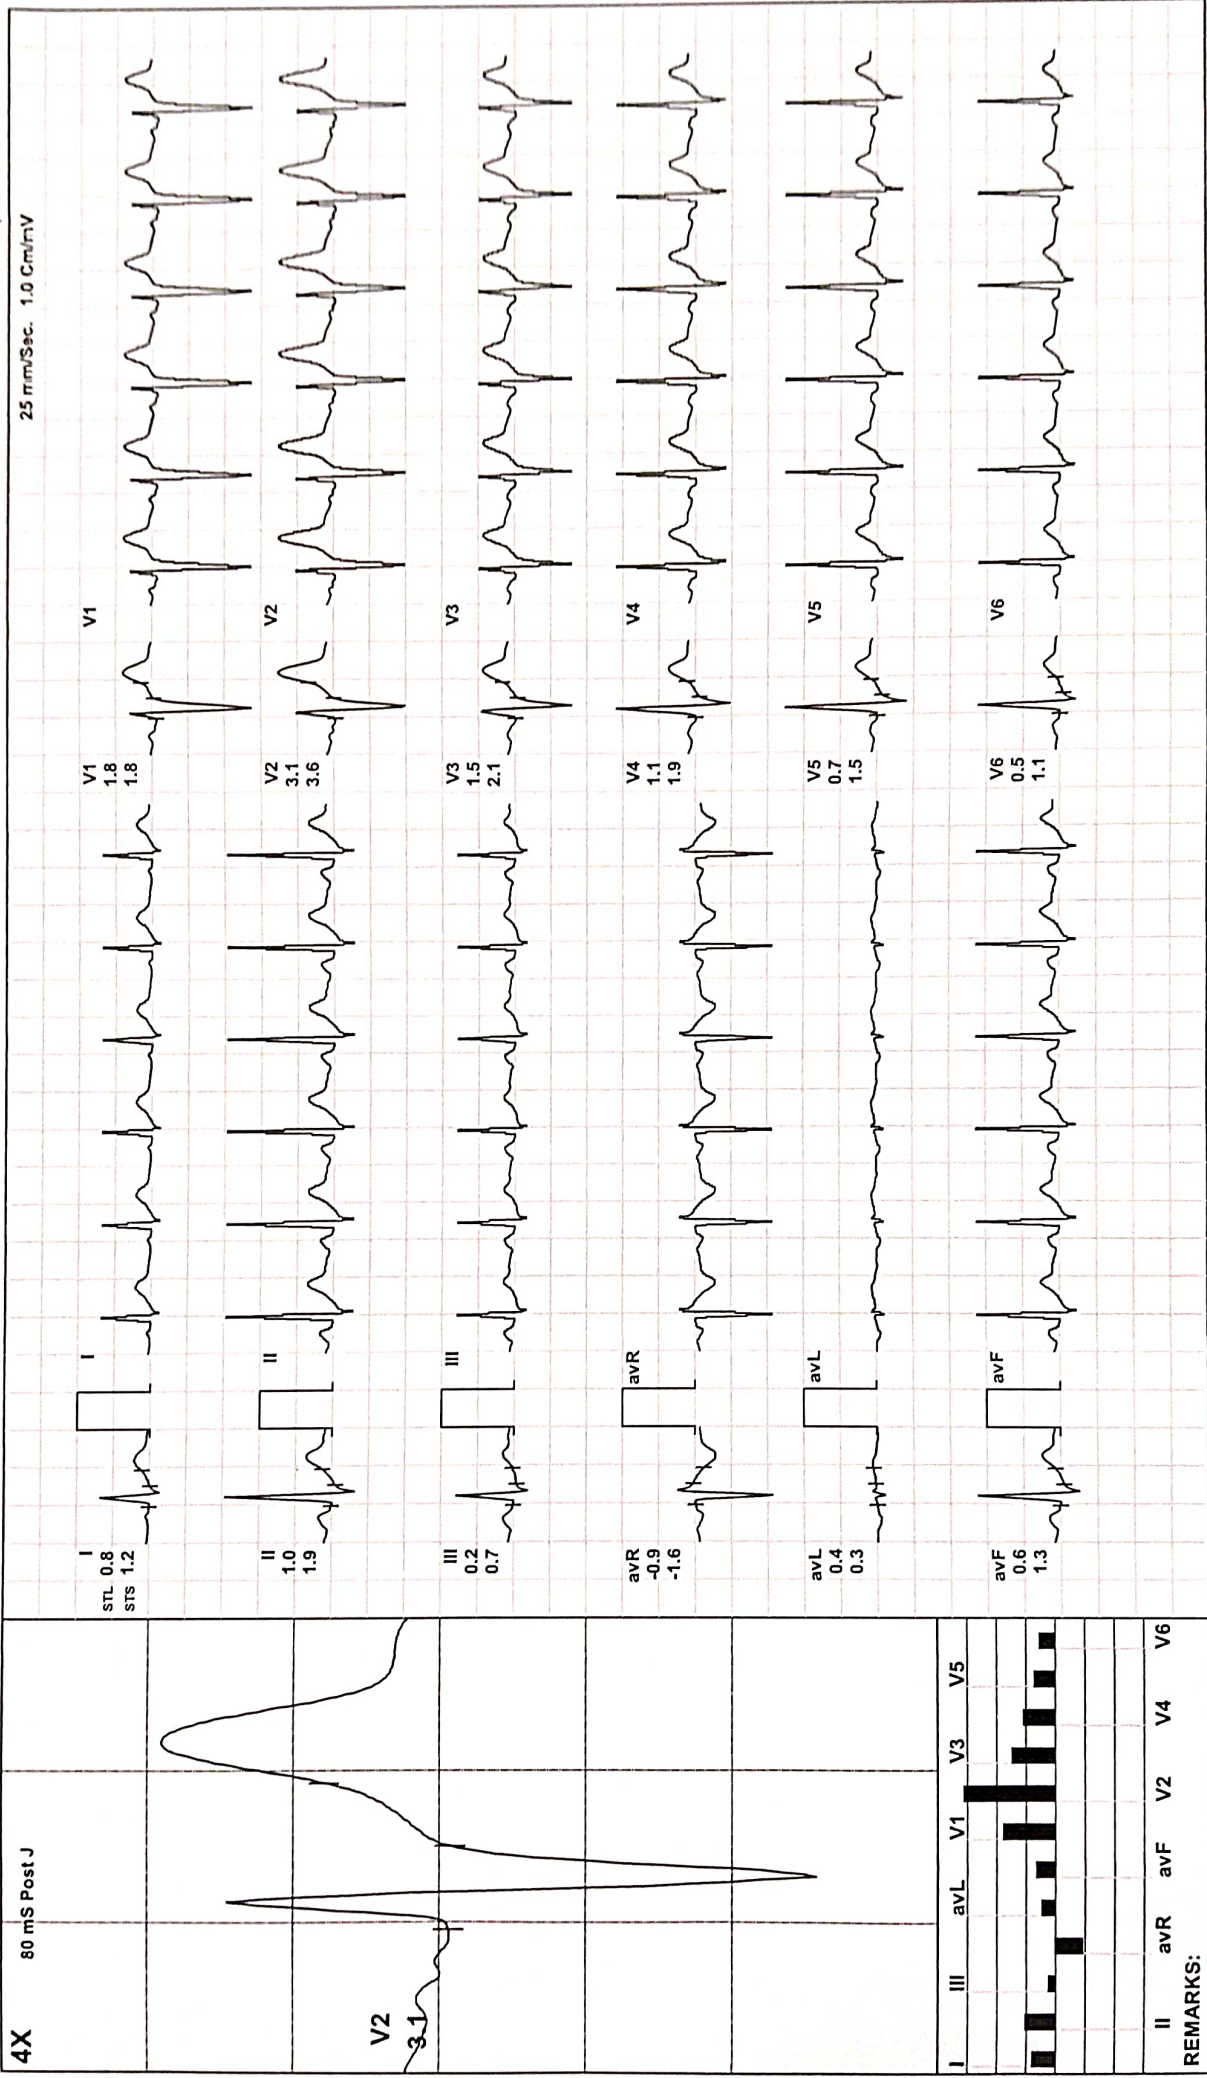 4X
80 mS Post J
25 mm/Sec. 1.0 Cm/mV
V2
3.1
I
STL 0.8
STS 1.2
I
V1
1.8
1.8
V1
II
1.0
1.9
II
V2
3.1
3.6
V2
III
0.2
0.7
III
V3
1.5
2.1
V3
avR
-0.9
-1.6
avR
V4
1.1
1.9
V4
avL
0.4
0.3
avL
V5
0.7
1.5
V5
avF
0.6
1.3
avF
V6
0.5
1.1
V6
I III avL V1 V3 V5
II avR avF V2 V4 V6
REMARKS: